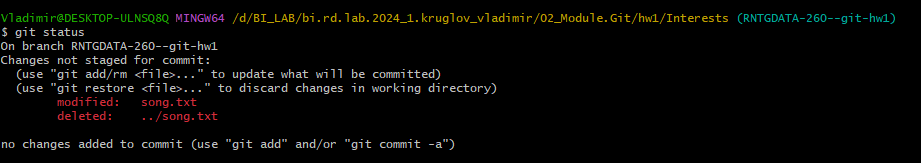 Vladimir@DESKTOP-ULNSQ8Q MINGW64 /d/BI_LAB/bi.rd.lab.2024_1.kruglov_vladimir/02_Module.Git/hw1/Interests (RNTGDATA-260--git-hw1)
$ git status
On branch RNTGDATA-260--git-hw1
Changes not staged for commit:
  (use "git add/rm <file>..." to update what will be committed)
  (use "git restore <file>..." to discard changes in working directory)
        modified:   song.txt
        deleted:    ../song.txt

no changes added to commit (use "git add" and/or "git commit -a")